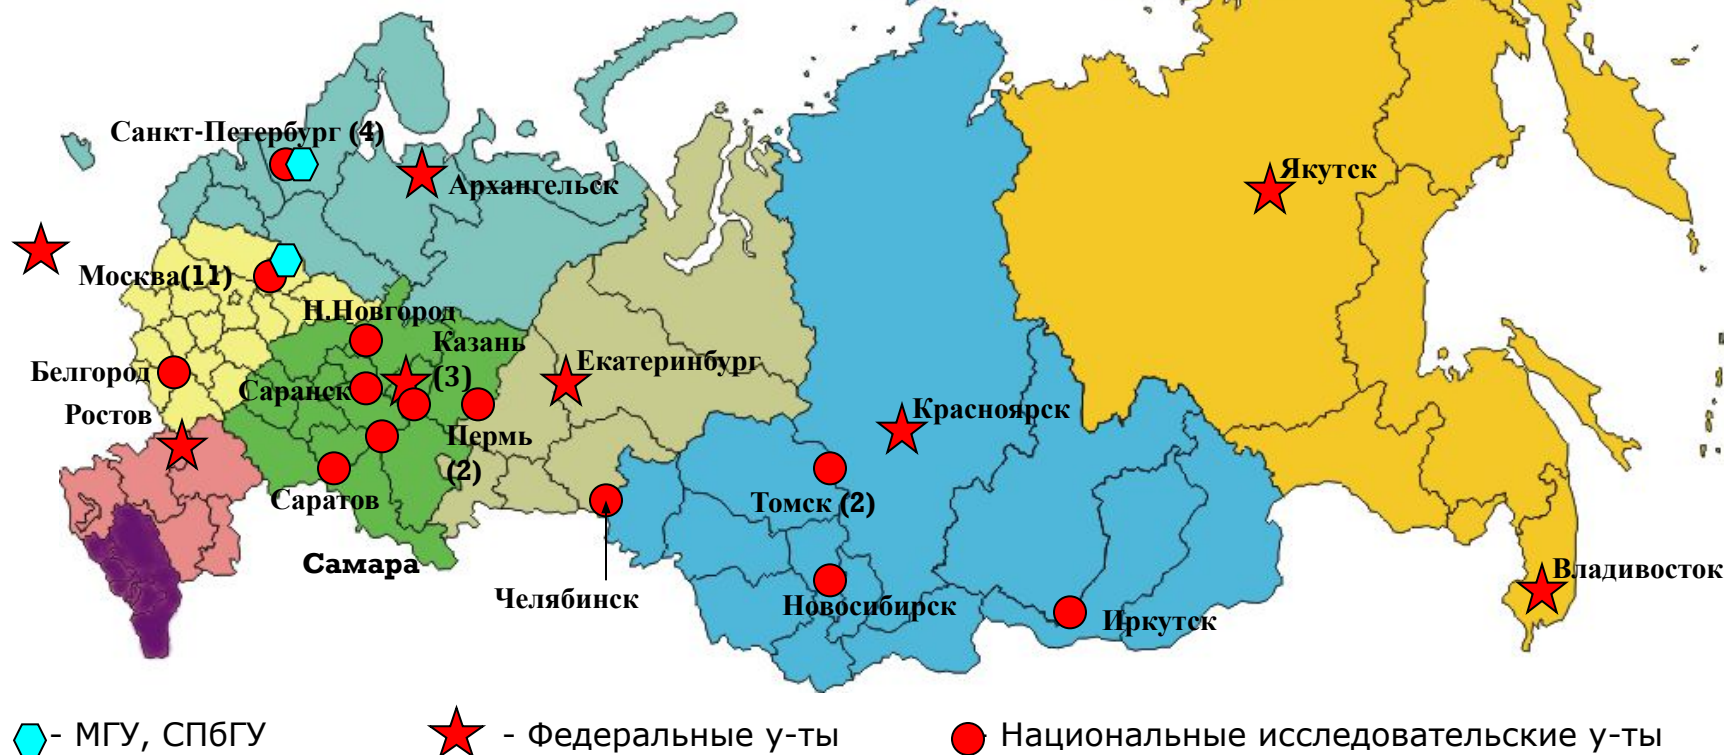 Санкт-Петербург (4)
Архангельск
Якутск
Москва(11)
Н.Новгород
Казань
(3)
Екатеринбург
Белгород
Саранск
Ростов
Красноярск
Пермь
(2)
Саратов
Томск (2)
Самара
Челябинск
Новосибирск
Владивосток
Иркутск
- МГУ, СПбГУ
- Федеральные у-ты
- Национальные исследовательские у-ты